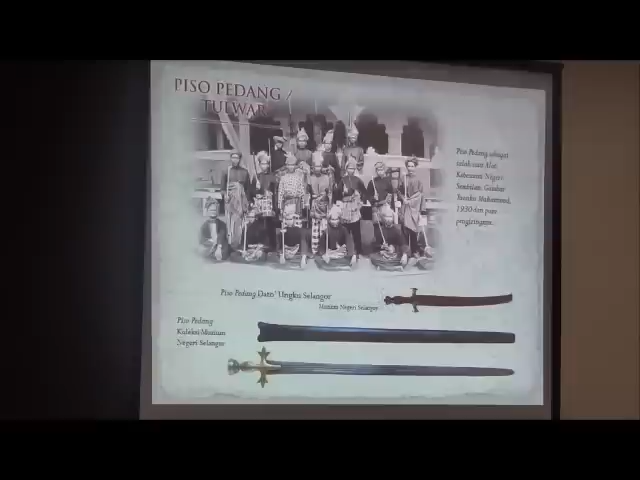 PISO PEDANG /
TULWAR
Piso Pedang sebagai
salah satu Alat
Kebesaran Negeri
Sembilan. Gambar
Tuanku Muhammad,
1930 dan para
pengiringnya.
Piso Pedang Dato' Ungku Selangor
Muzium Negeri Selangor
Piso Pedang
Koleksi Muzium
Negeri Selangor